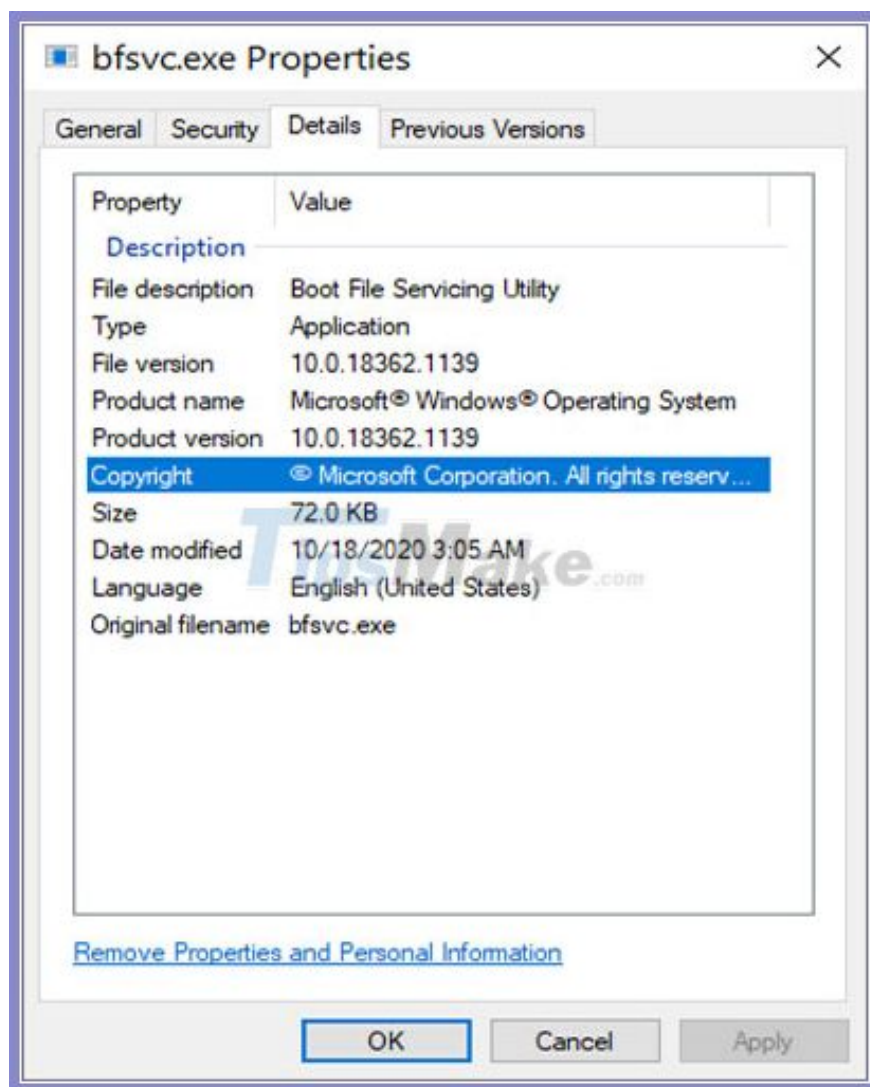 bfsvc.exe Properties
General Security Details Previous Versions
Property Value
Description
File description Boot File Servicing Utility
Type Application
File version 10.0.18362.1139
Product name Microsoft® Windows® Operating System
Product version 10.0.18362.1139
Copyright © Microsoft Corporation. All rights reserv...
Size 72.0 KB
Date modified 10/18/2020 3:05 AM
Language English (United States)
Original filename bfsvc.exe
TipsMake.com
Remove Properties and Personal Information
OK Cancel Apply